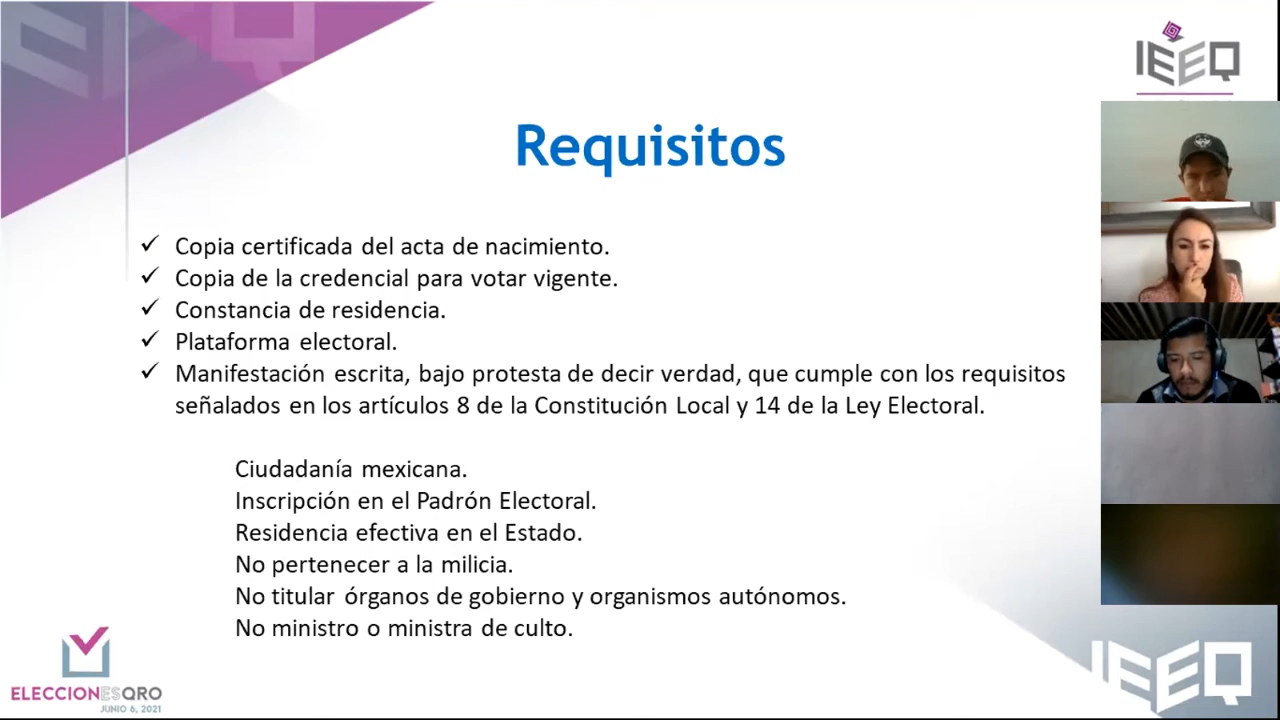 IEEQ
Requisitos
✓ Copia certificada del acta de nacimiento.
✓ Copia de la credencial para votar vigente.
✓ Constancia de residencia.
✓ Plataforma electoral.
✓ Manifestación escrita, bajo protesta de decir verdad, que cumple con los requisitos
señalados en los artículos 8 de la Constitución Local y 14 de la Ley Electoral.
Ciudadanía mexicana.
Inscripción en el Padrón Electoral.
Residencia efectiva en el Estado.
No pertenecer a la milicia.
No titular órganos de gobierno y organismos autónomos.
No ministro o ministra de culto.
ELECCIONESQRO
JUNIO 6, 2021
IEEQ